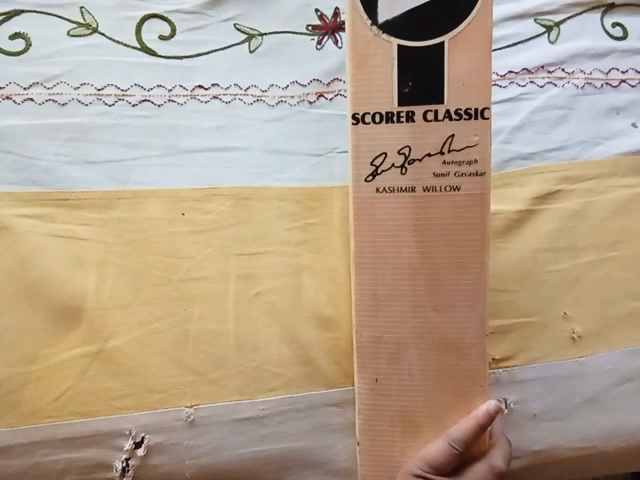 SCORER CLASSIC
Autograph
Sunil Gavaskar
KASHMIR WILLOW